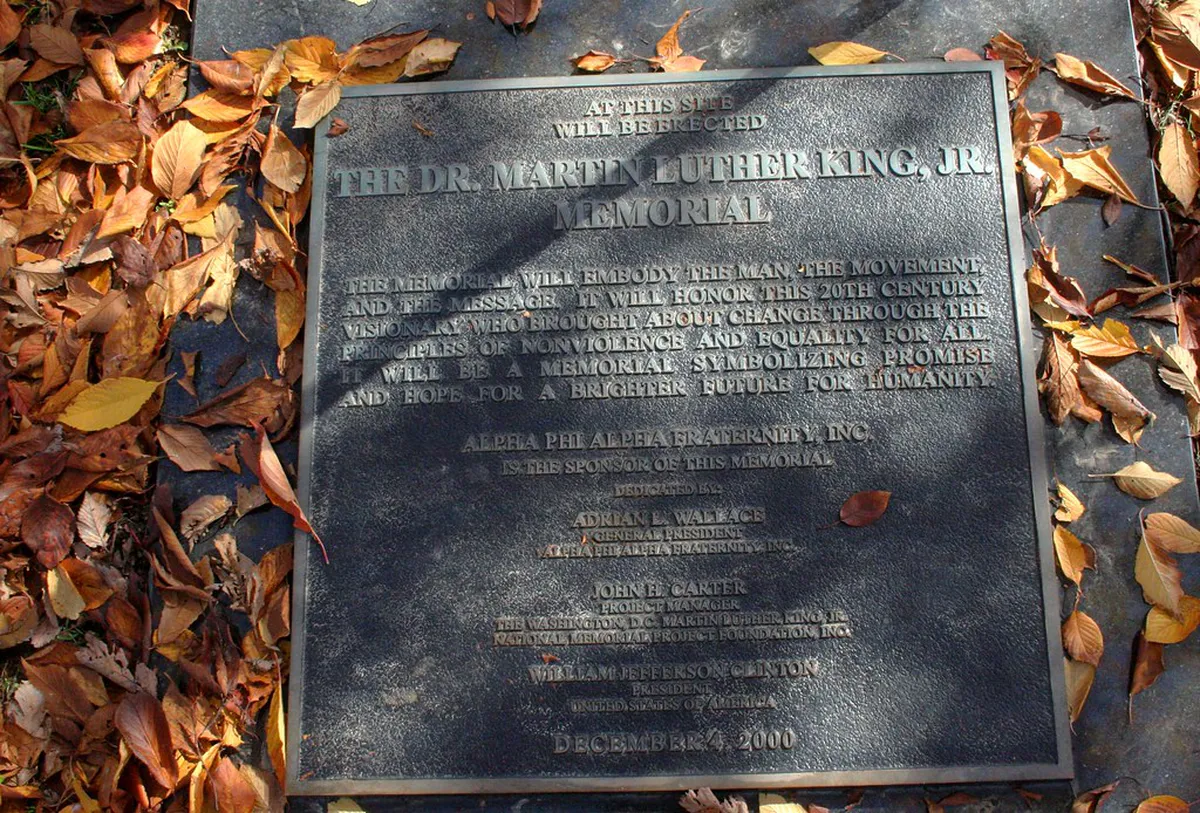 AT THIS SITE
WILL BE ERECTED
THE DR. MARTIN LUTHER KING, JR.
MEMORIAL
THE MEMORIAL WILL EMBODY THE MAN, THE MOVEMENT,
AND THE MESSAGE. IT WILL HONOR THIS 20TH CENTURY
VISIONARY WHO BROUGHT ABOUT CHANGE THROUGH THE
PRINCIPLES OF NONVIOLENCE AND EQUALITY FOR ALL.
IT WILL BE A MEMORIAL SYMBOLIZING PROMISE
AND HOPE FOR A BRIGHTER FUTURE FOR HUMANITY.
ALPHA PHI ALPHA FRATERNITY, INC.
IS THE SPONSOR OF THIS MEMORIAL
DEDICATED BY:
ADRIAN L. WALLACE
GENERAL PRESIDENT
ALPHA PHI ALPHA FRATERNITY, INC.
JOHN H. CARTER
PROJECT MANAGER
THE WASHINGTON, D.C. MARTIN LUTHER KING, JR.
NATIONAL MEMORIAL PROJECT FOUNDATION, INC.
WILLIAM JEFFERSON CLINTON
PRESIDENT
UNITED STATES OF AMERICA
DECEMBER 4, 2000